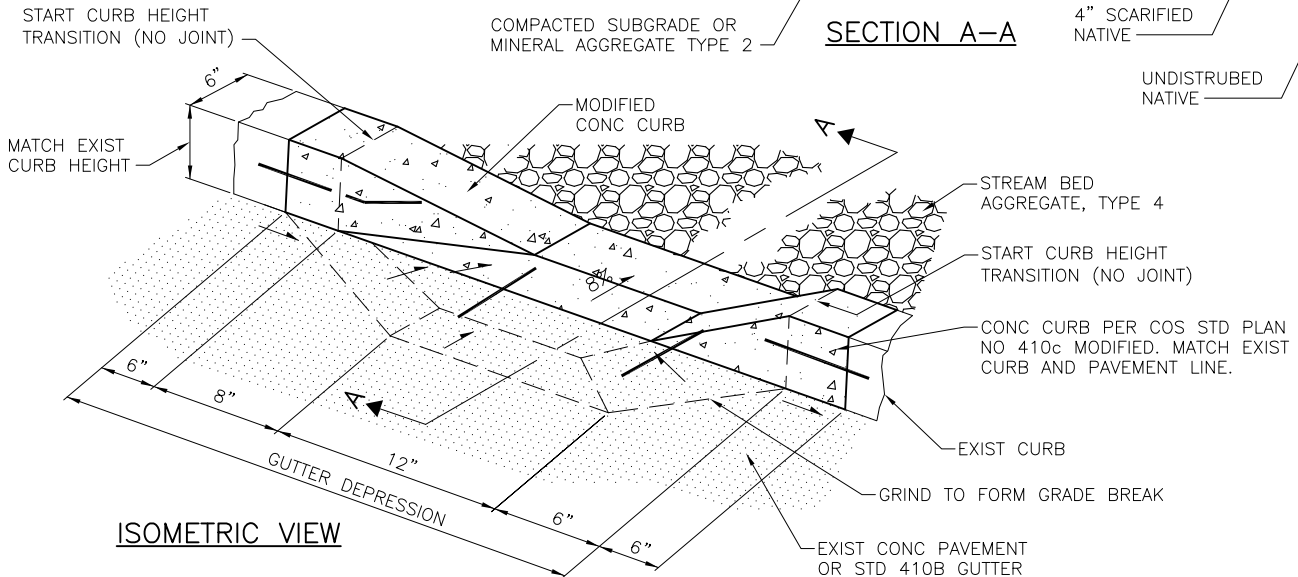 START CURB HEIGHT
TRANSITION (NO JOINT)
COMPACTED SUBGRADE OR
MINERAL AGGREGATE TYPE 2
SECTION A-A
4" SCARIFIED
NATIVE
UNDISTRUBED
NATIVE
6"
MATCH EXIST
CURB HEIGHT
MODIFIED
CONC CURB
A
STREAM BED
AGGREGATE, TYPE 4
START CURB HEIGHT
TRANSITION (NO JOINT)
8"
CONC CURB PER COS STD PLAN
NO 410c MODIFIED. MATCH EXIST
CURB AND PAVEMENT LINE.
6"
8"
A
12"
GUTTER DEPRESSION
EXIST CURB
GRIND TO FORM GRADE BREAK
6"
6"
ISOMETRIC VIEW
EXIST CONC PAVEMENT
OR STD 410B GUTTER